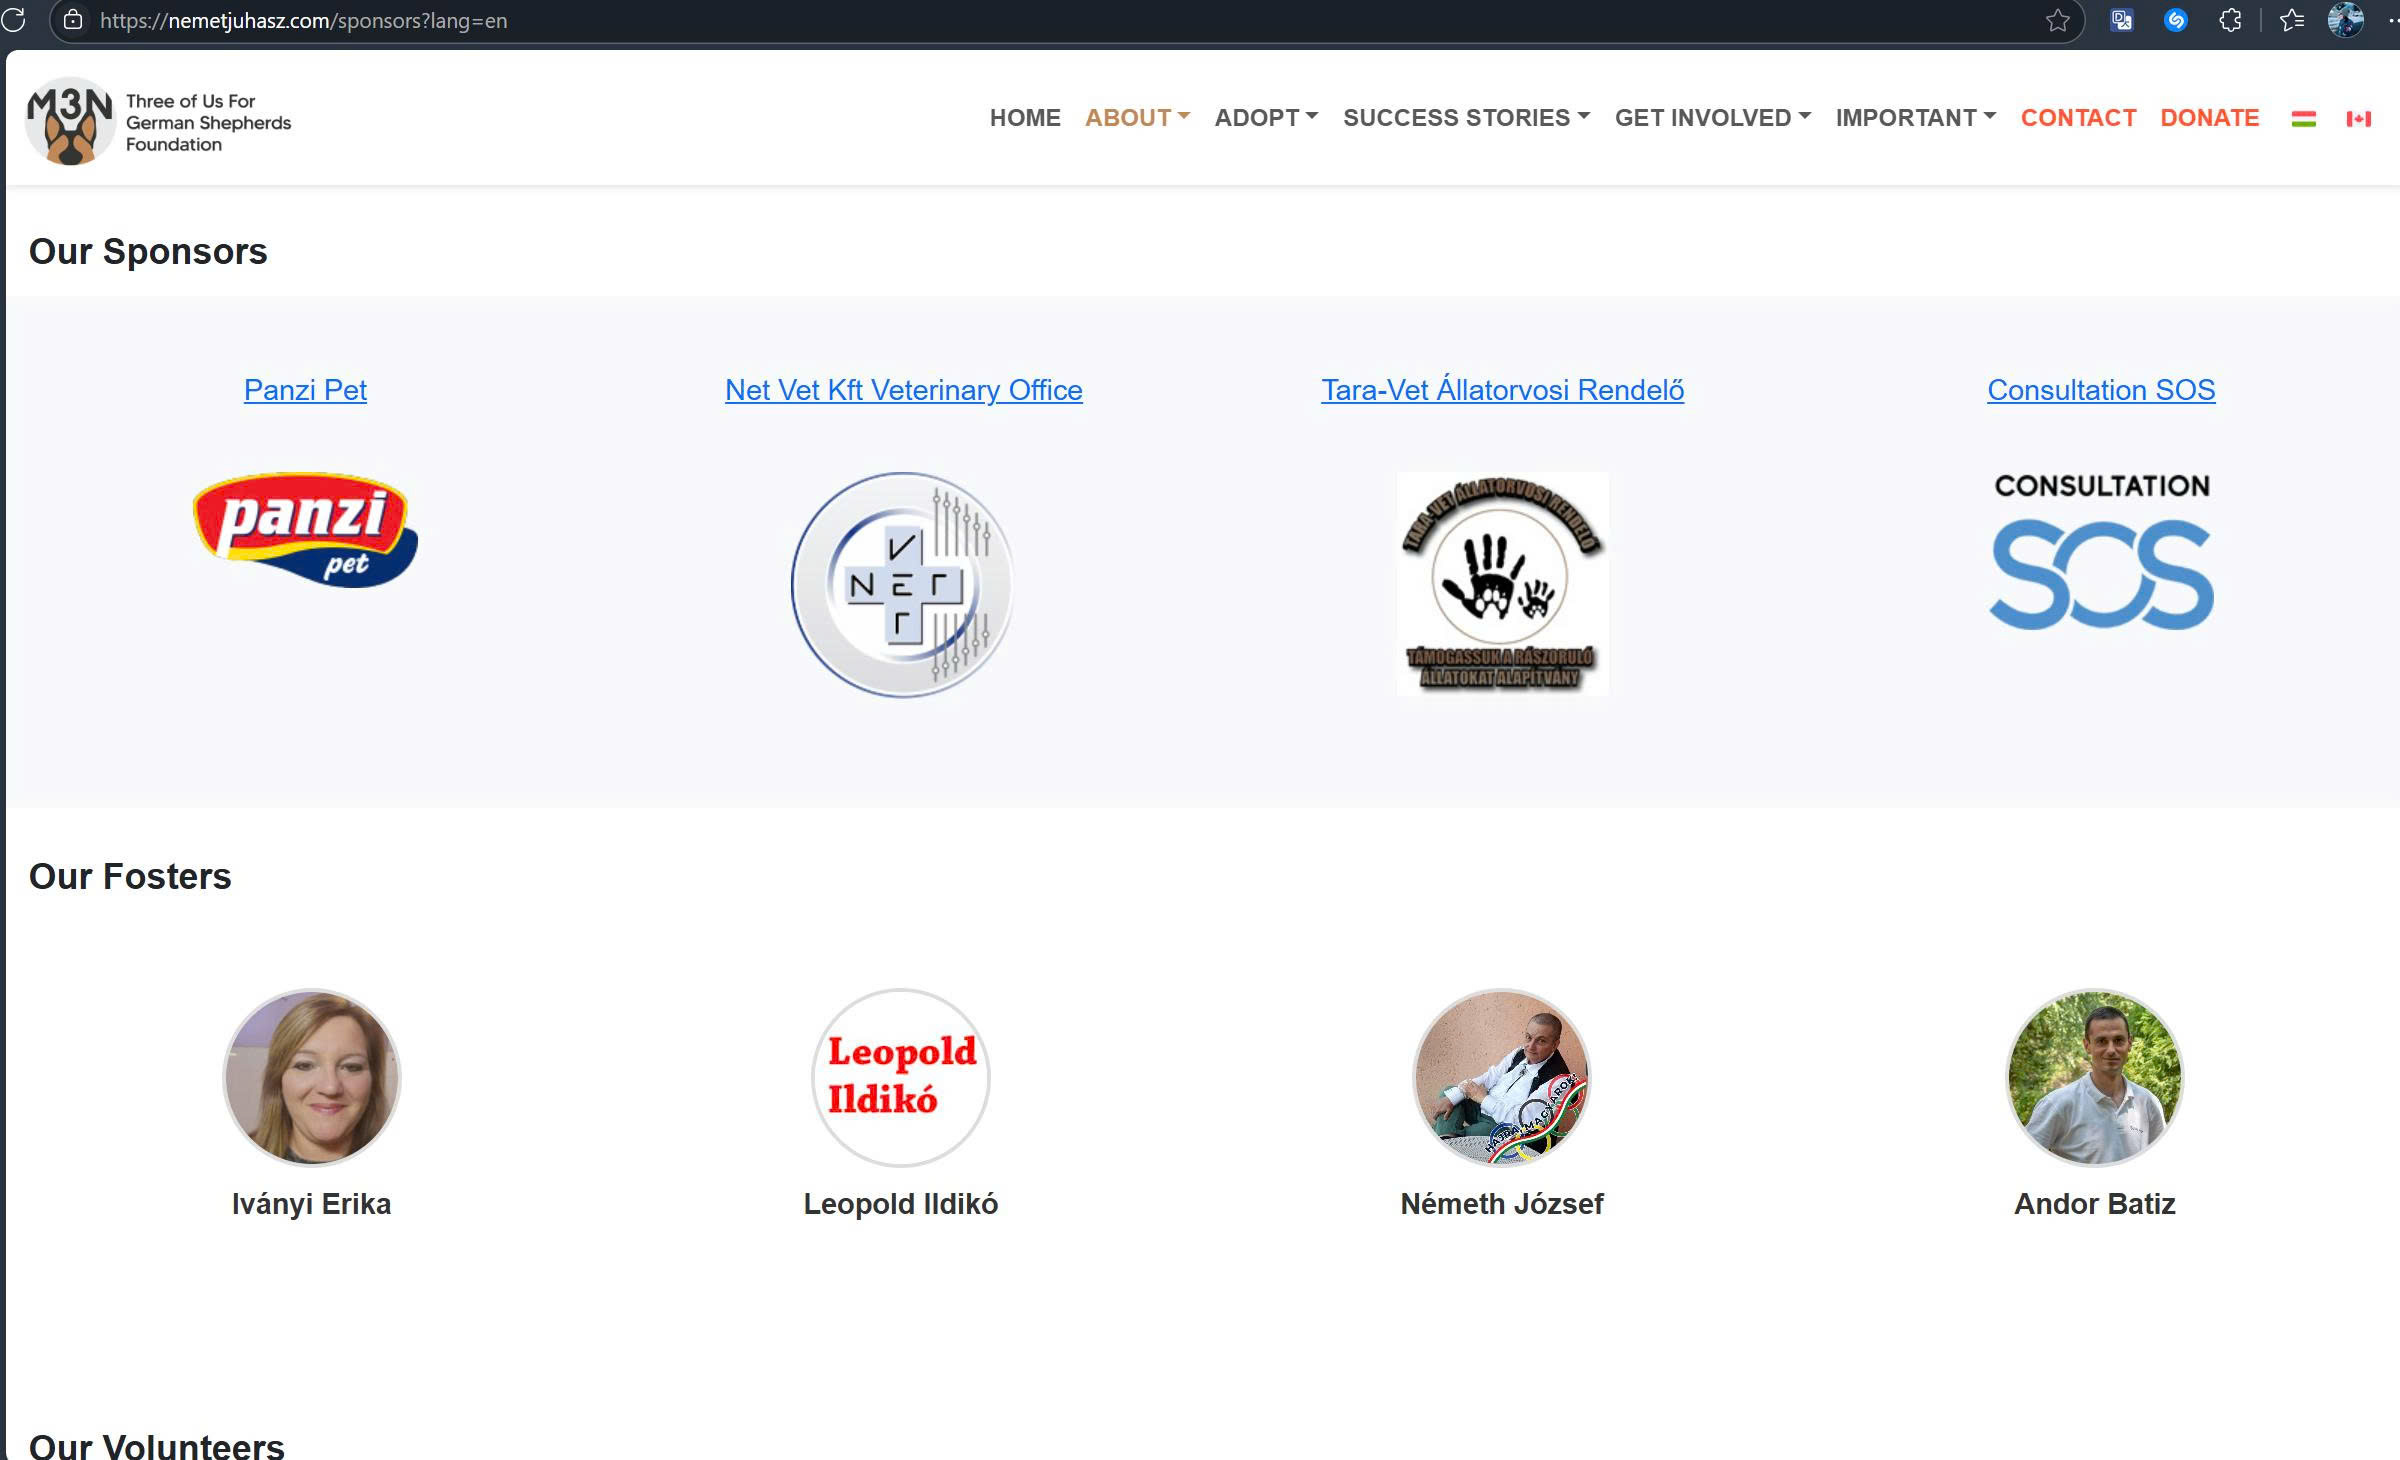 https://nemetjuhasz.com/sponsors?lang=en
M3N
Three of Us For
German Shepherds
Foundation
HOME ABOUT ADOPT SUCCESS STORIES GET INVOLVED IMPORTANT CONTACT DONATE
Our Sponsors
Panzi Pet
Net Vet Kft Veterinary Office
Tara-Vet Állatorvosi Rendelő
Consultation SOS
panzi
pet
NET
VET
TARA-VET ÁLLATORVOSI RENDELŐ
TÁMOGASSUK A RÁSZORULÓ
ÁLLATOKAT ALAPÍTVÁNY
CONSULTATION
SOS
Our Fosters
Leopold
Ildikó
HAJRÁ MAGYAROK!
Iványi Erika
Leopold Ildikó
Németh József
Andor Batiz
Our Volunteers